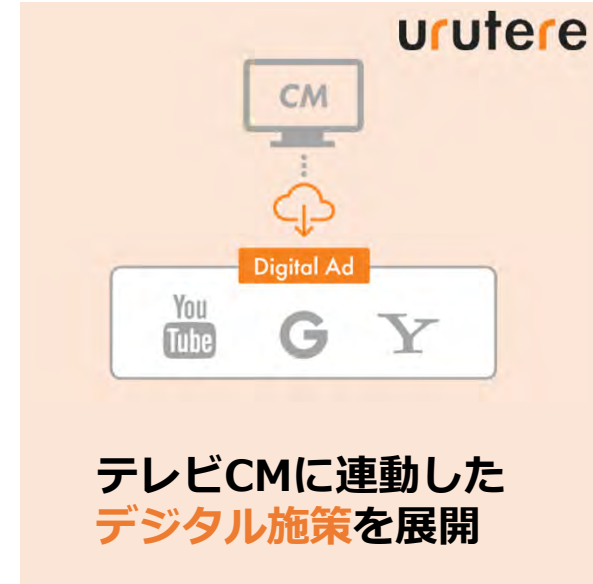 urutere
CM
Digital Ad
You
Tube
G
Y
テレビCMに連動した
デジタル施策を展開